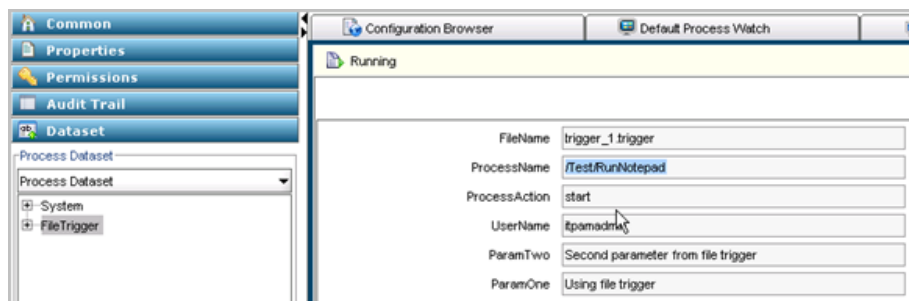 Common
Properties
Permissions
Audit Trail
Dataset
Process Dataset
Process Dataset
System
FileTrigger
Configuration Browser
Default Process Watch
Running
FileName trigger_1.trigger
ProcessName /Test/RunNotepad
ProcessAction start
UserName
ParamTwo Second parameter from file trigger
ParamOne Using file trigger